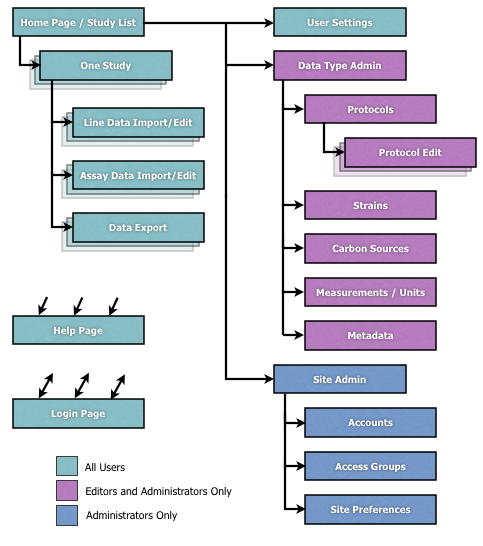 Home Page / Study List
One Study
Line Data Import/Edit
Assay Data Import/Edit
Data Export
Help Page
Login Page
User Settings
Data Type Admin
Protocols
Protocol Edit
Strains
Carbon Sources
Measurements / Units
Metadata
Site Admin
Accounts
Access Groups
Site Preferences
All Users
Editors and Administrators Only
Administrators Only